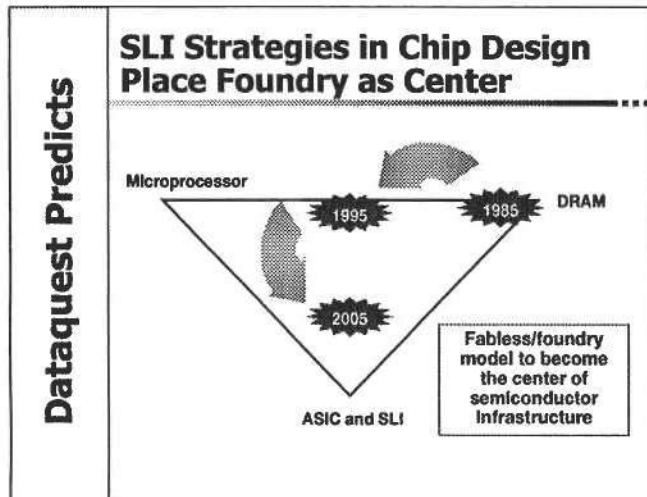 Dataquest Predicts
SLI Strategies in Chip Design
Place Foundry as Center
Microprocessor
1995
1985
DRAM
2005
Fabless/foundry
model to become
the center of
semiconductor
Infrastructure
ASIC and SLI